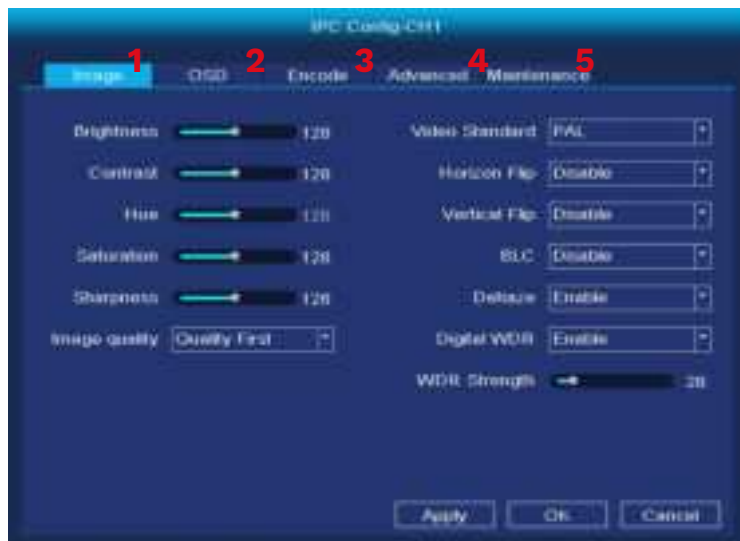 IPC Config-CH1
Image 1 OSD 2 Encode 3 Advanced 4 Maintenance 5
Brightness 128 Video Standard PAL
Contrast 128 Horizon Flip Disable
Hue 128 Vertical Flip Disable
Saturation 128 BLC Disable
Sharpness 128 Dehaze Enable
Image quality Quality First Digital WDR Enable
WDR Strength
Apply OK Cancel